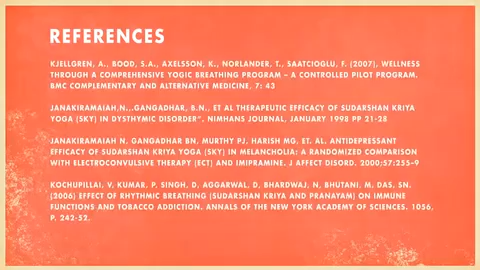 REFERENCES
KJELLGREN, A., BOOD, S.A., AXELSSON, K., NORLANDER, T., SAATCIOGLU, F. (2007). WELLNESS
THROUGH A COMPREHENSIVE YOGIC BREATHING PROGRAM – A CONTROLLED PILOT PROGRAM.
BMC COMPLEMENTARY AND ALTERNATIVE MEDICINE, 7: 43
JANAKIRAMAIAH,N.,.GANGADHAR, B.N., ET AL THERAPEUTIC EFFICACY OF SUDARSHAN KRIYA
YOGA (SKY) IN DYSTHYMIC DISORDER", NIMHANS JOURNAL, JANUARY 1998 PP 21-28
JANAKIRAMAIAH N, GANGADHAR BN, MURTHY PJ, HARISH MG, ET. AL. ANTIDEPRESSANT
EFFICACY OF SUDARSHAN KRIYA YOGA (SKY) IN MELANCHOLIA: A RANDOMIZED COMPARISON
WITH ELECTROCONVULSIVE THERAPY (ECT) AND IMIPRAMINE, J AFFECT DISORD. 2000;57:255-9
KOCHUPILLAI, V. KUMAR, P. SINGH, D, AGGARWAL, D, BHARDWAJ, N, BHUTANI, M, DAS, SN.
(2006) EFFECT OF RHYTHMIC BREATHING (SUDARSHAN KRIYA AND PRANAYAM) ON IMMUNE
FUNCTIONS AND TOBACCO ADDICTION. ANNALS OF THE NEW YORK ACADEMY OF SCIENCES. 1056,
P. 242-52.